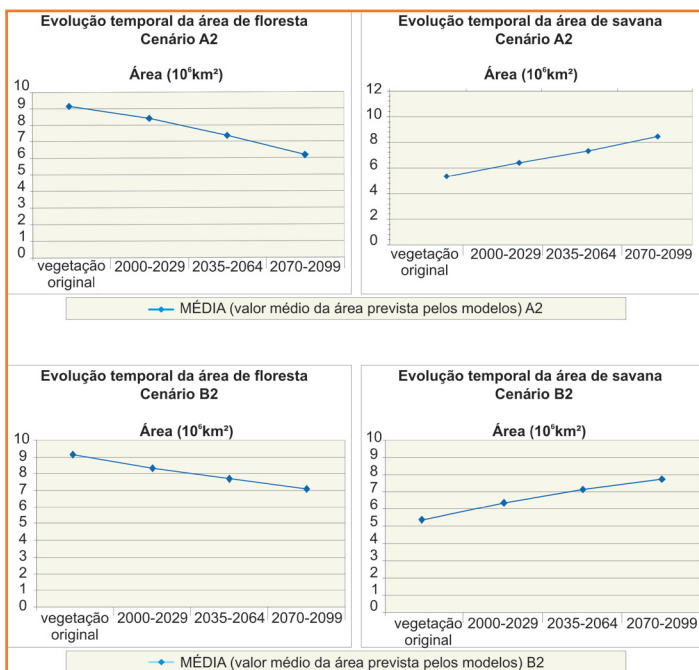 Evolução temporal da área de floresta
Cenário A2
Área (10⁶km²)
10
9
8
7
6
5
4
3
2
1
0
vegetação
original
2000-2029
2035-2064
2070-2099
Evolução temporal da área de savana
Cenário A2
Área (10⁶km²)
12
10
8
6
4
2
0
vegetação
original
2000-2029
2035-2064
2070-2099
MÉDIA (valor médio da área prevista pelos modelos) A2
Evolução temporal da área de floresta
Cenário B2
Área (10⁶km²)
10
9
8
7
6
5
4
3
2
1
0
vegetação
original
2000-2029
2035-2064
2070-2099
Evolução temporal da área de savana
Cenário B2
Área (10⁶km²)
10
9
8
7
6
5
4
3
2
1
0
vegetação
original
2000-2029
2035-2064
2070-2099
MÉDIA (valor médio da área prevista pelos modelos) B2